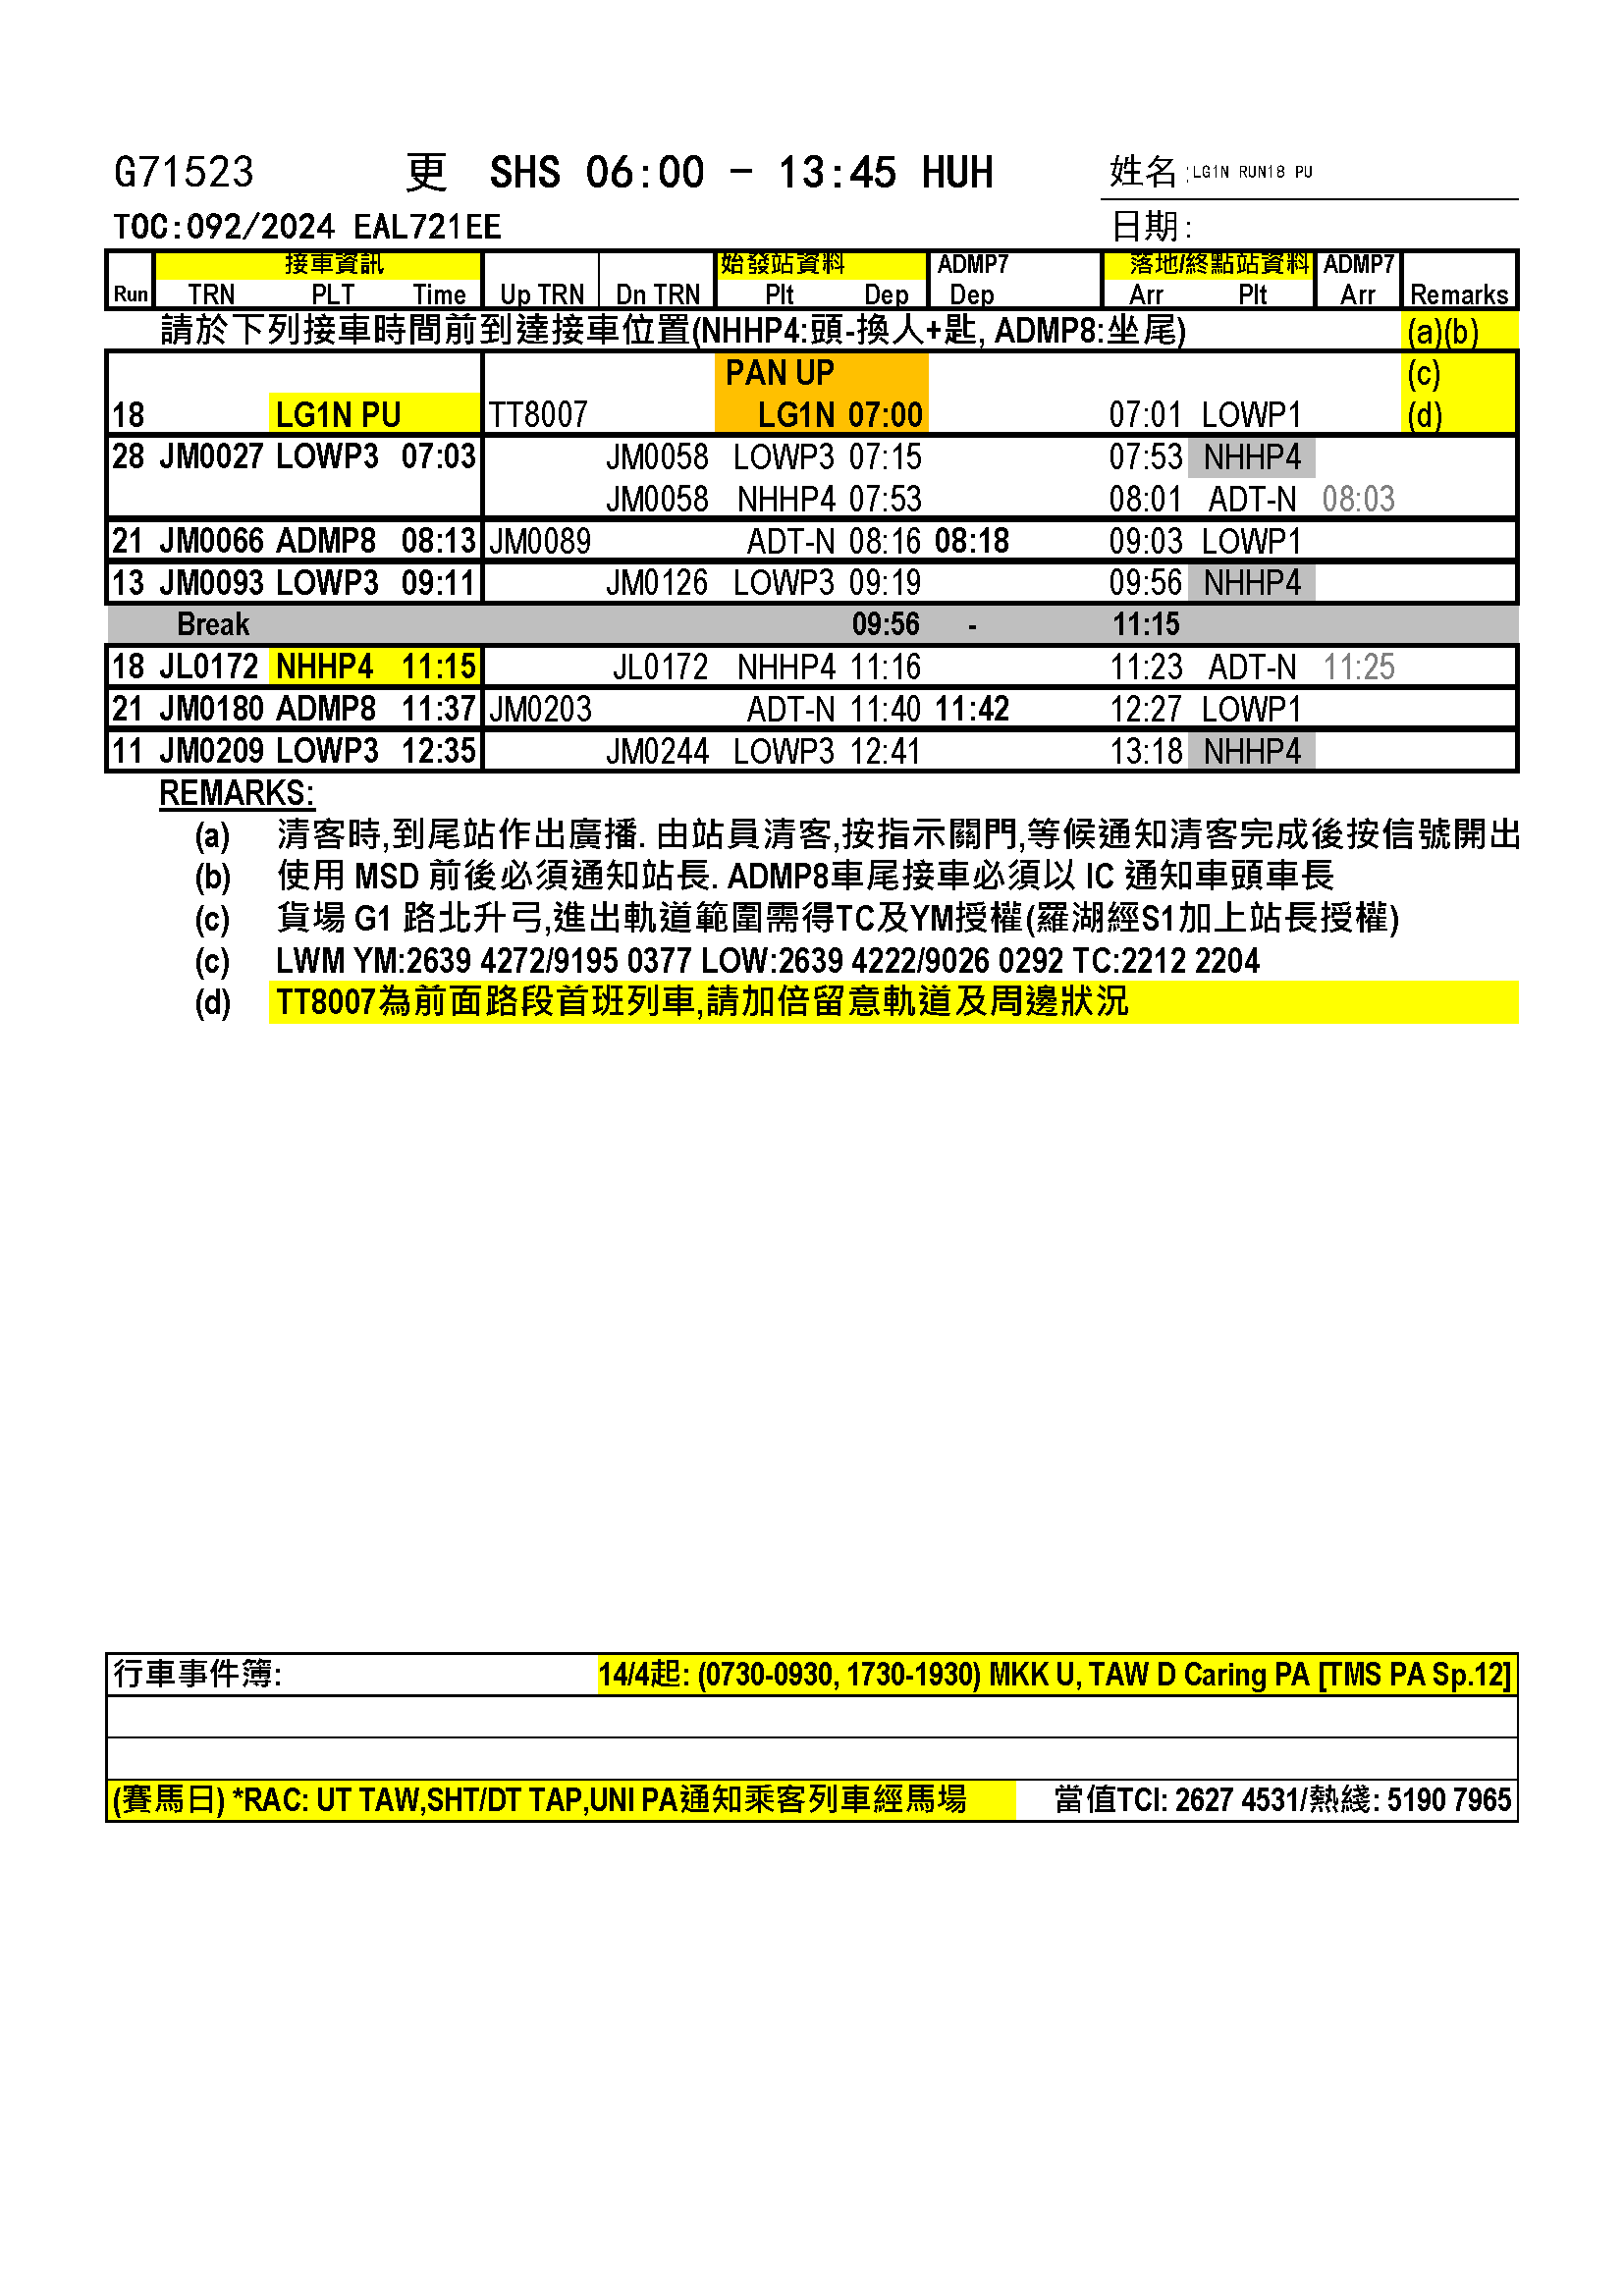 G71523 更 SHS 06:00 - 13:45 HUH 姓名:LG1N RUN18 PU
TOC:092/2024 EAL721EE 日期:
接車資訊 始發站資料 ADMP7 落地/終點站資料 ADMP7
Run TRN PLT Time Up TRN Dn TRN Plt Dep Dep Arr Plt Arr Remarks
請於下列接車時間前到達接車位置(NHHP4:頭-換人+匙, ADMP8:坐尾) (a)(b)
PAN UP (c)
18 LG1N PU TT8007 LG1N 07:00 07:01 LOWP1 (d)
28 JM0027 LOWP3 07:03 JM0058 LOWP3 07:15 07:53 NHHP4
JM0058 NHHP4 07:53 08:01 ADT-N 08:03
21 JM0066 ADMP8 08:13 JM0089 ADT-N 08:16 08:18 09:03 LOWP1
13 JM0093 LOWP3 09:11 JM0126 LOWP3 09:19 09:56 NHHP4
Break 09:56 - 11:15
18 JL0172 NHHP4 11:15 JL0172 NHHP4 11:16 11:23 ADT-N 11:25
21 JM0180 ADMP8 11:37 JM0203 ADT-N 11:40 11:42 12:27 LOWP1
11 JM0209 LOWP3 12:35 JM0244 LOWP3 12:41 13:18 NHHP4
REMARKS:
(a) 清客時,到尾站作出廣播. 由站員清客,按指示關門,等候通知清客完成後按信號開出
(b) 使用 MSD 前後必須通知站長. ADMP8車尾接車必須以 IC 通知車頭車長
(c) 貨場 G1 路北升弓,進出軌道範圍需得TC及YM授權(羅湖經S1加上站長授權)
(c) LWM YM:2639 4272/9195 0377 LOW:2639 4222/9026 0292 TC:2212 2204
(d) TT8007為前面路段首班列車,請加倍留意軌道及周邊狀況
行車事件簿: 14/4起: (0730-0930, 1730-1930) MKK U, TAW D Caring PA [TMS PA Sp.12]
(賽馬日) *RAC: UT TAW,SHT/DT TAP,UNI PA通知乘客列車經馬場 當值TCI: 2627 4531/熱綫: 5190 7965